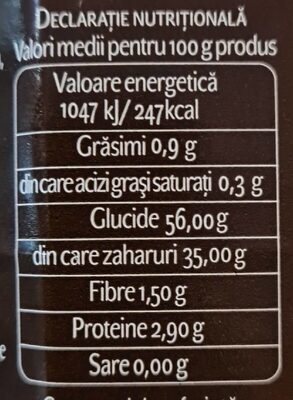 DECLARAȚIE NUTRIȚIONALĂ
Valori medii pentru 100 g produs
Valoare energetică
1047 kJ/ 247kcal
Grăsimi 0,9 g
din care acizi grași saturați 0,3 g
Glucide 56,00g
din care zaharuri 35,00 g
Fibre 1,50 g
Proteine 2,90 g
Sare 0,00 g